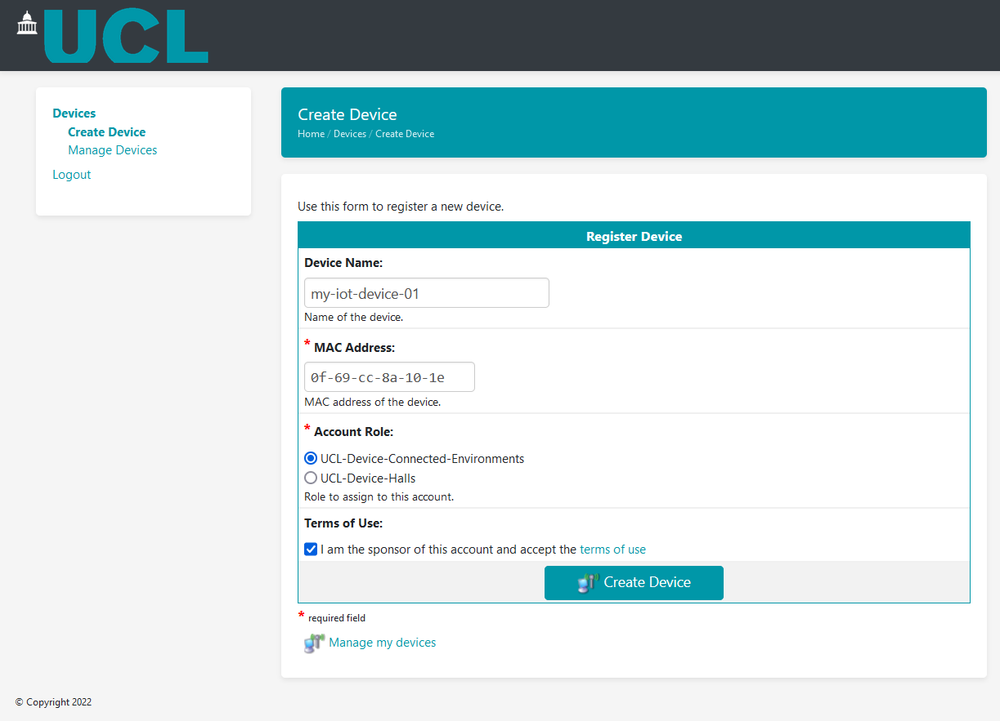 UCL
Devices
Create Device
Manage Devices
Logout
Create Device
Home / Devices / Create Device
Use this form to register a new device.
Register Device
Device Name:
my-iot-device-01
Name of the device.
* MAC Address:
0f-69-cc-8a-10-1e
MAC address of the device.
* Account Role:
UCL-Device-Connected-Environments
UCL-Device-Halls
Role to assign to this account.
Terms of Use:
I am the sponsor of this account and accept the terms of use
Create Device
* required field
Manage my devices
© Copyright 2022